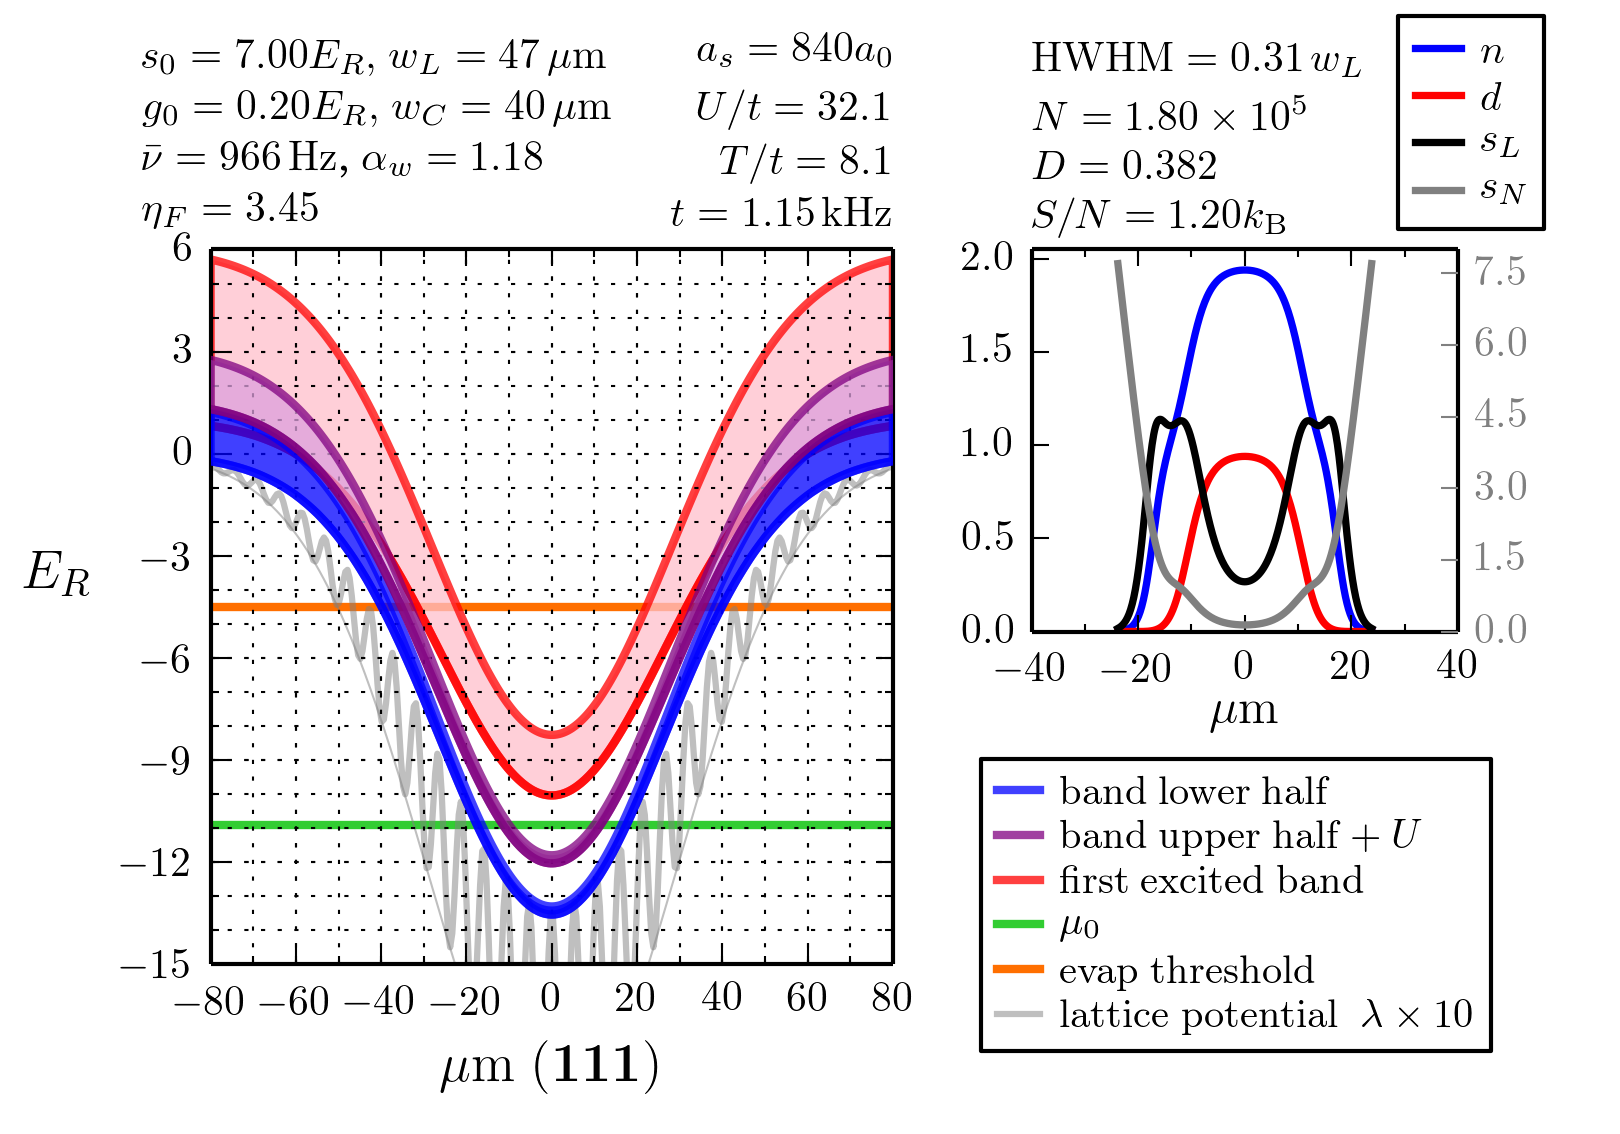 s₀ = 7.00E_R, w_L = 47 μm
g₀ = 0.20E_R, w_C = 40 μm
ν̄ = 966 Hz, α_w = 1.18
η_F = 3.45
a_s = 840a₀
U/t = 32.1
T/t = 8.1
t = 1.15 kHz
HWHM = 0.31 w_L
N = 1.80 × 10⁵
D = 0.382
S/N = 1.20k_B
n
d
s_L
s_N
E_R
6
3
0
−3
−6
−9
−12
−15
−80 −60 −40 −20 0 20 40 60 80
μm (111)
2.0
1.5
1.0
0.5
0.0
7.5
6.0
4.5
3.0
1.5
0.0
−40 −20 0 20 40
μm
band lower half
band upper half + U
first excited band
μ₀
evap threshold
lattice potential λ × 10